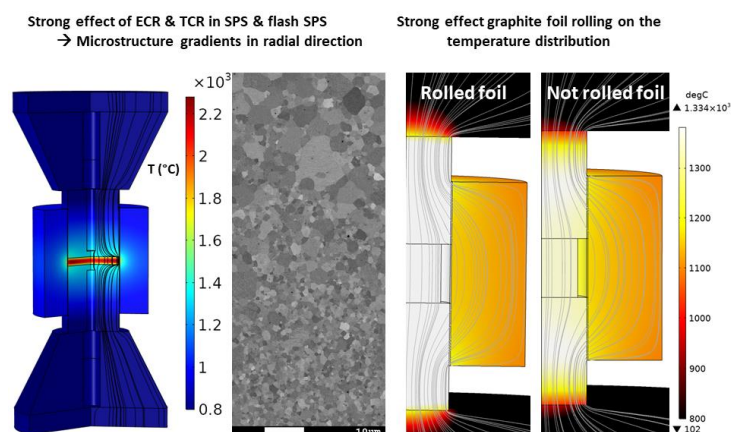 Strong effect of ECR & TCR in SPS & flash SPS
→ Microstructure gradients in radial direction
Strong effect graphite foil rolling on the
temperature distribution
×10³
2.2
2
T (°C)
1.8
1.6
1.4
1.2
1
0.8
10µm
Rolled foil
Not rolled foil
degC
▲ 1.334×10³
1300
1200
1100
1000
900
800
▼ 102